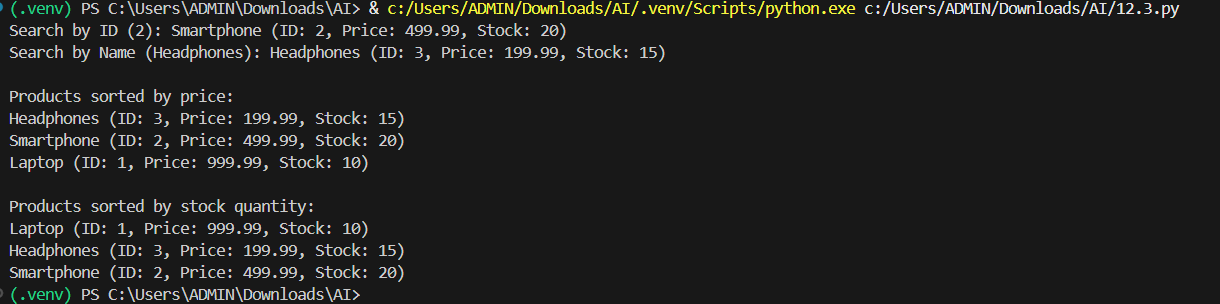 (.venv) PS C:\Users\ADMIN\Downloads\AI> & c:/Users/ADMIN/Downloads/AI/.venv/Scripts/python.exe c:/Users/ADMIN/Downloads/AI/12.3.py
Search by ID (2): Smartphone (ID: 2, Price: 499.99, Stock: 20)
Search by Name (Headphones): Headphones (ID: 3, Price: 199.99, Stock: 15)
Products sorted by price:
Headphones (ID: 3, Price: 199.99, Stock: 15)
Smartphone (ID: 2, Price: 499.99, Stock: 20)
Laptop (ID: 1, Price: 999.99, Stock: 10)
Products sorted by stock quantity:
Laptop (ID: 1, Price: 999.99, Stock: 10)
Headphones (ID: 3, Price: 199.99, Stock: 15)
Smartphone (ID: 2, Price: 499.99, Stock: 20)
(.venv) PS C:\Users\ADMIN\Downloads\AI>